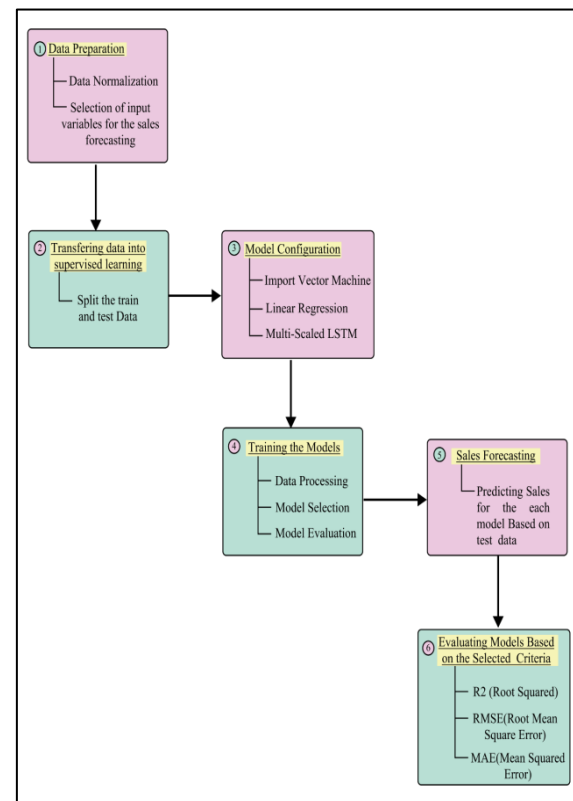 1 Data Preparation
Data Normalization
Selection of input
variables for the sales
forecasting
2 Transfering data into
supervised learning
Split the train
and test Data
3 Model Configuration
Import Vector Machine
Linear Regression
Multi-Scaled LSTM
4 Training the Models
Data Processing
Model Selection
Model Evaluation
5 Sales Forecasting
Predicting Sales
for the each
model Based on
test data
6 Evaluating Models Based
on the Selected Criteria
R2 (Root Squared)
RMSE(Root Mean
Square Error)
MAE(Mean Squared
Error)